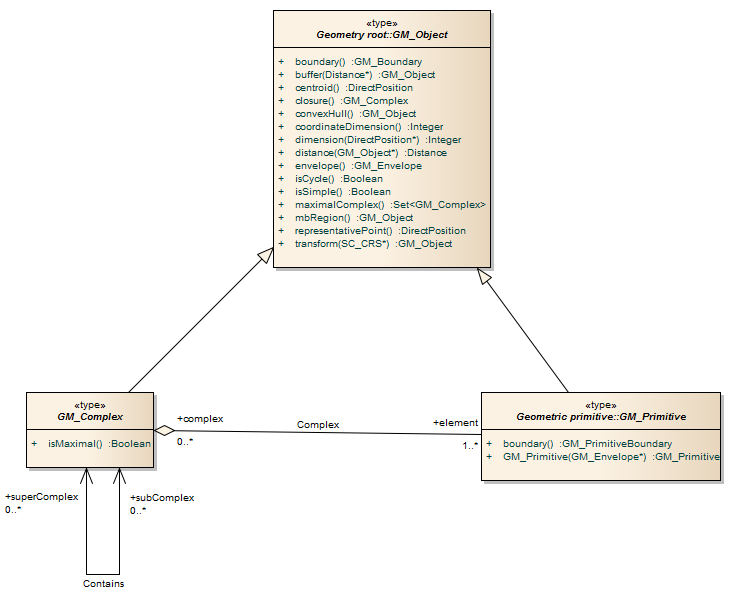 «type»
Geometry root::GM_Object
+ boundary() :GM_Boundary
+ buffer(Distance*) :GM_Object
+ centroid() :DirectPosition
+ closure() :GM_Complex
+ convexHull() :GM_Object
+ coordinateDimension() :Integer
+ dimension(DirectPosition*) :Integer
+ distance(GM_Object*) :Distance
+ envelope() :GM_Envelope
+ isCycle() :Boolean
+ isSimple() :Boolean
+ maximalComplex() :Set<GM_Complex>
+ mbRegion() :GM_Object
+ representativePoint() :DirectPosition
+ transform(SC_CRS*) :GM_Object
«type»
GM_Complex
+ isMaximal() :Boolean
+complex
0..*
Complex
+element
1..*
«type»
Geometric primitive::GM_Primitive
+ boundary() :GM_PrimitiveBoundary
+ GM_Primitive(GM_Envelope*) :GM_Primitive
+superComplex
0..*
+subComplex
0..*
Contains